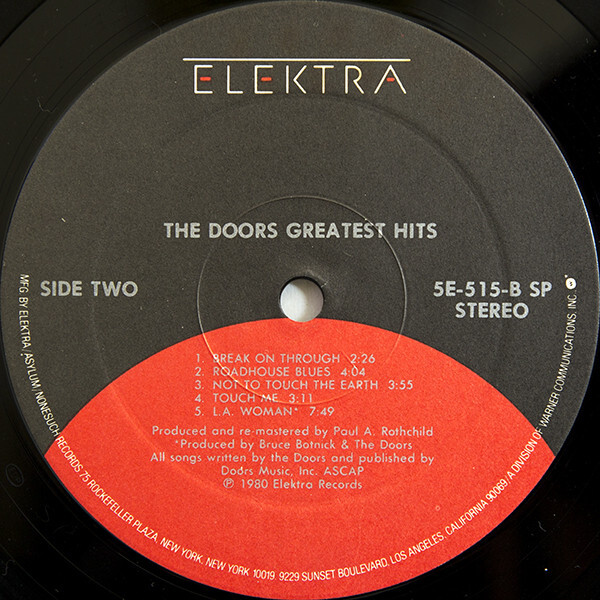 ELEKTRA
THE DOORS GREATEST HITS
SIDE TWO
5E-515-B SP
STEREO
1. BREAK ON THROUGH 2:26
2. ROADHOUSE BLUES 4:04
3. NOT TO TOUCH THE EARTH 3:55
4. TOUCH ME 3:11
5. L.A. WOMAN* 7:49
Produced and re-mastered by Paul A. Rothchild
*Produced by Bruce Botnick & The Doors
All songs written by the Doors and published by
Doors Music, Inc. ASCAP
℗ 1980 Elektra Records
MFG. BY ELEKTRA/ASYLUM/NONESUCH RECORDS 75 ROCKEFELLER PLAZA, NEW YORK, NEW YORK 10019. 9229 SUNSET BOULEVARD, LOS ANGELES, CALIFORNIA 90069. A DIVISION OF WARNER COMMUNICATIONS, INC.